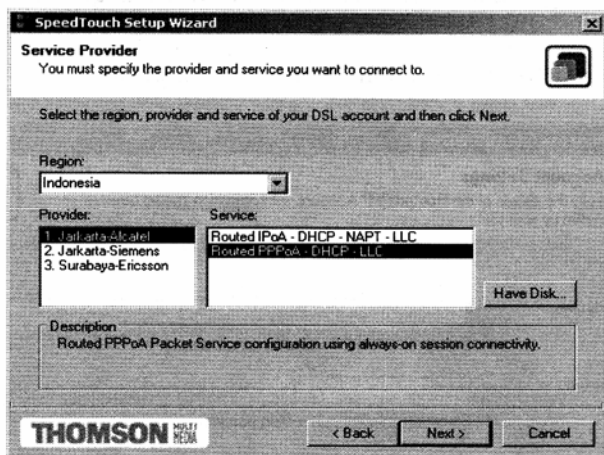 SpeedTouch Setup Wizard
Service Provider
You must specify the provider and service you want to connect to.
Select the region, provider and service of your DSL account and then click Next.
Region:
Indonesia
Provider:
1. Jarkarta-Alcatel
2. Jarkarta-Siemens
3. Surabaya-Ericsson
Service:
Routed IPoA - DHCP - NAPT - LLC
Routed PPPoA - DHCP - LLC
Have Disk...
Description
Routed PPPoA Packet Service configuration using always-on session connectivity.
THOMSON MULTI MEDIA
< Back
Next >
Cancel